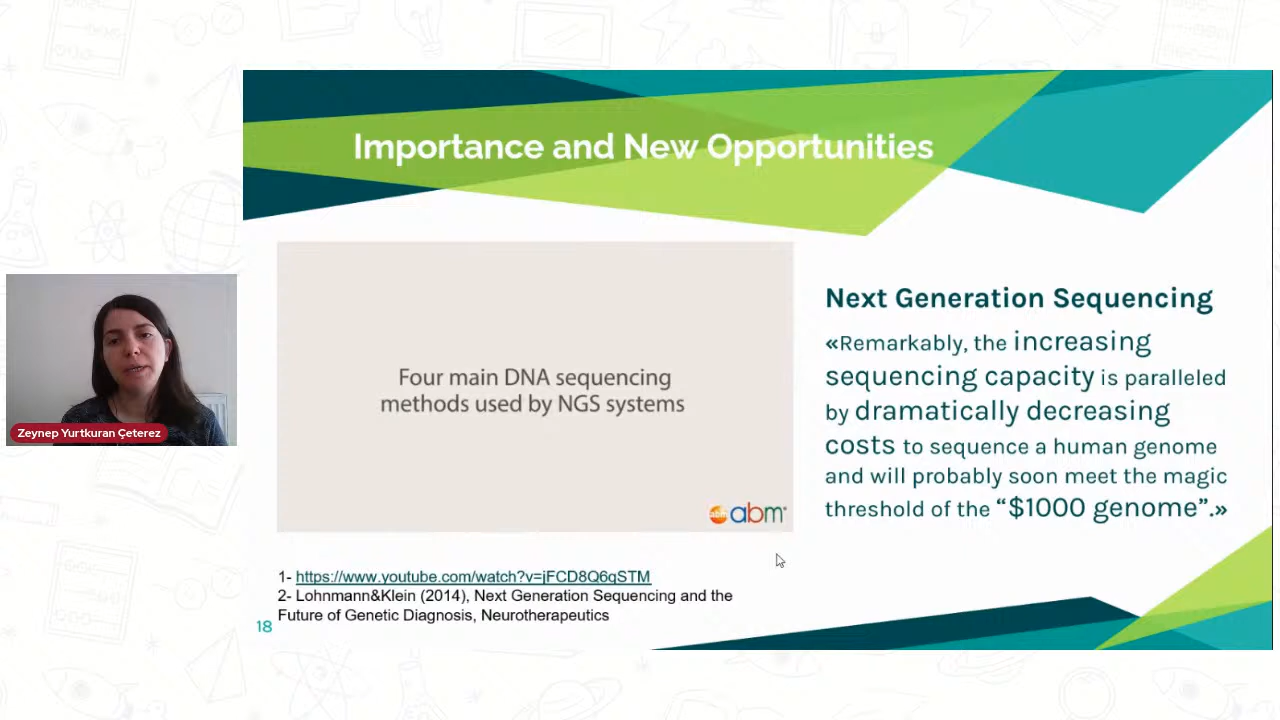 Importance and New Opportunities
Four main DNA sequencing
methods used by NGS systems
abm
abm
Next Generation Sequencing
«Remarkably, the increasing
sequencing capacity is paralleled
by dramatically decreasing
costs to sequence a human genome
and will probably soon meet the magic
threshold of the “$1000 genome”.»
Zeynep Yurtkuran Çeterez
1- https://www.youtube.com/watch?v=jFCD8Q6qSTM
2- Lohnmann&Klein (2014), Next Generation Sequencing and the
Future of Genetic Diagnosis, Neurotherapeutics
18